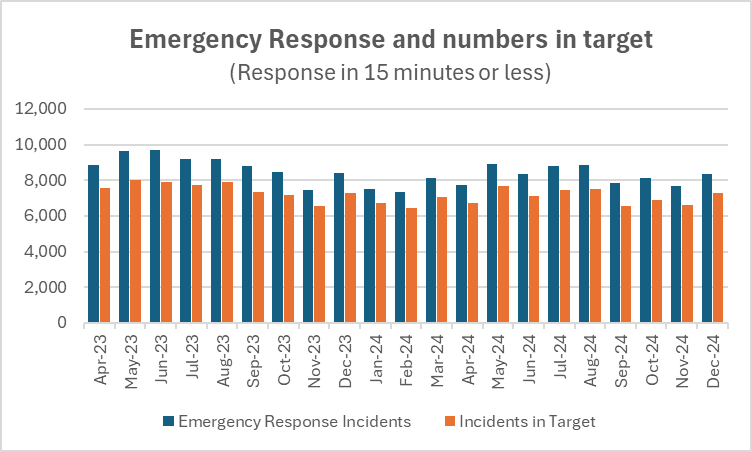 Emergency Response and numbers in target
(Response in 15 minutes or less)
12,000
10,000
8,000
6,000
4,000
2,000
0
Apr-23 May-23 Jun-23 Jul-23 Aug-23 Sep-23 Oct-23 Nov-23 Dec-23 Jan-24 Feb-24 Mar-24 Apr-24 May-24 Jun-24 Jul-24 Aug-24 Sep-24 Oct-24 Nov-24 Dec-24
Emergency Response Incidents Incidents in Target